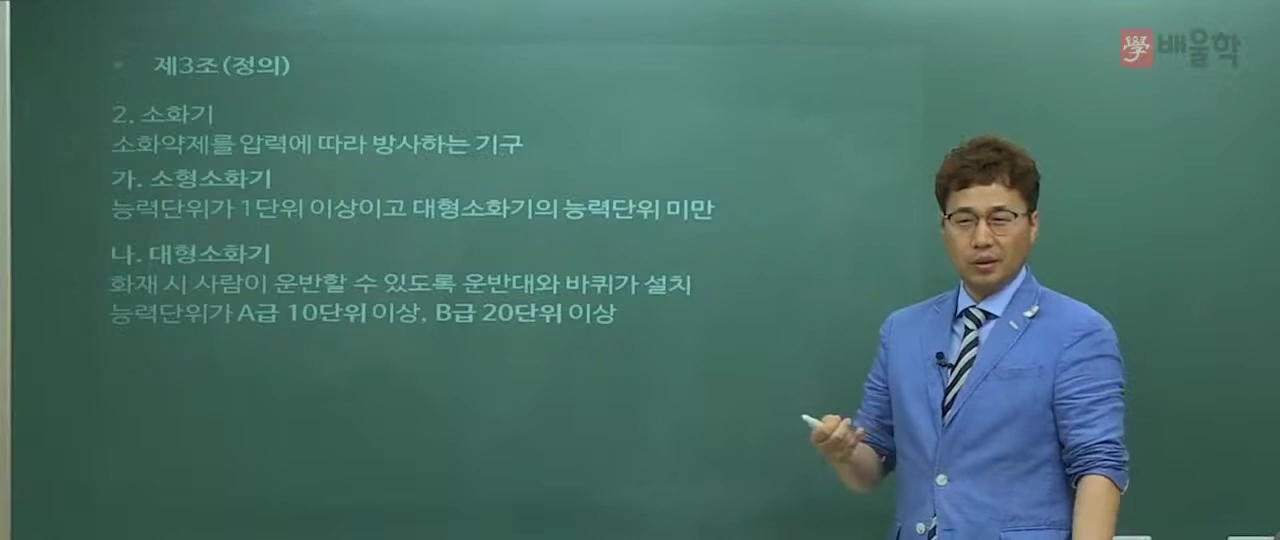 學 배울학
• 제3조(정의)
2. 소화기
소화약제를 압력에 따라 방사하는 기구
가. 소형소화기
능력단위가 1단위 이상이고 대형소화기의 능력단위 미만
나. 대형소화기
화재 시 사람이 운반할 수 있도록 운반대와 바퀴가 설치
능력단위가 A급 10단위 이상, B급 20단위 이상